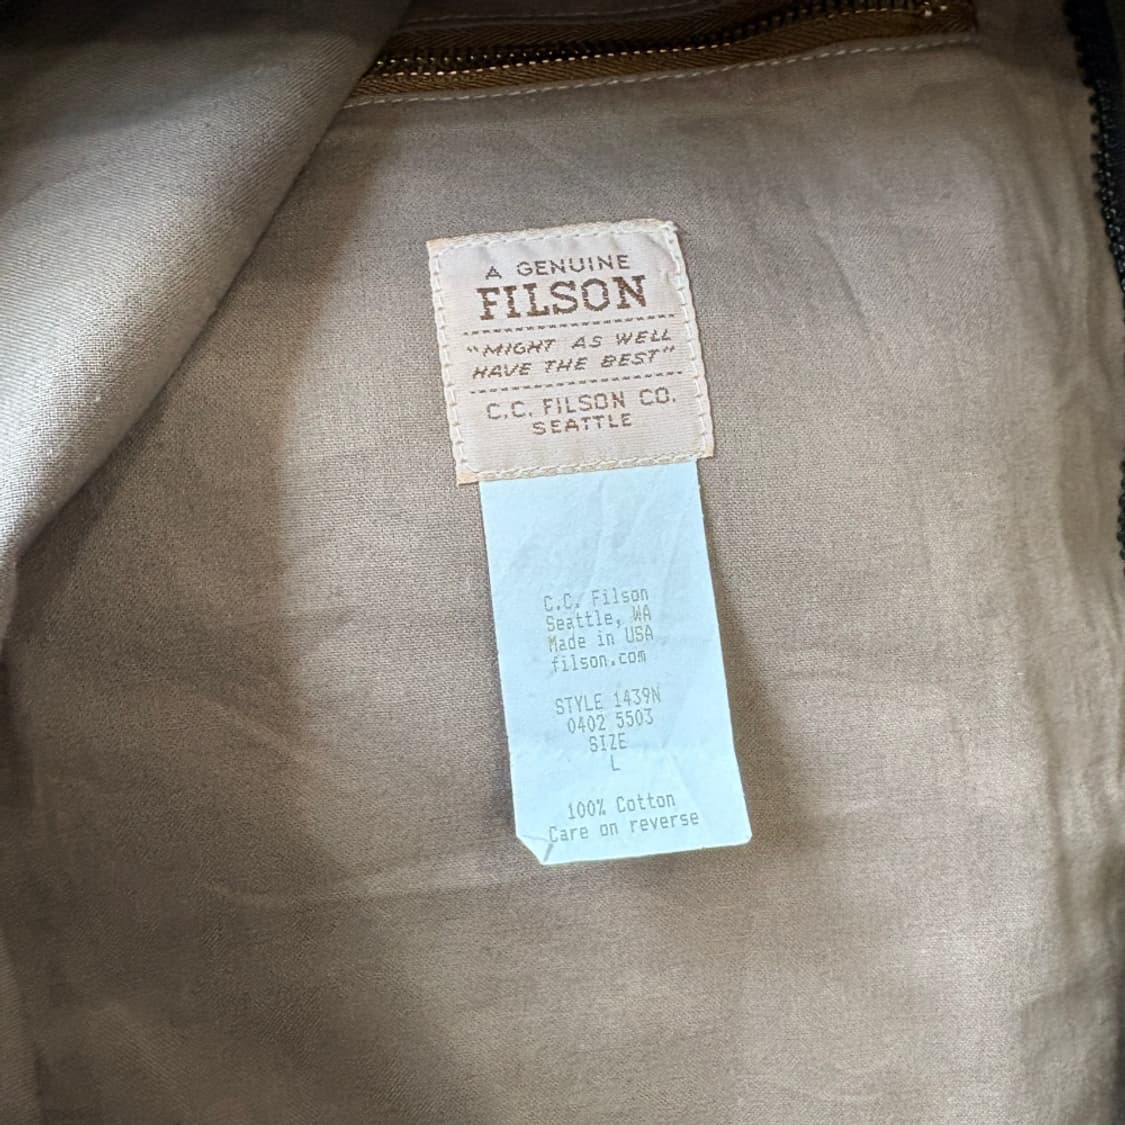 A GENUINE
FILSON
"MIGHT AS WELL
HAVE THE BEST"
C.C. FILSON CO.
SEATTLE
C.C. Filson
Seattle, WA
Made in USA
filson.com
STYLE 1439N
0402 5503
SIZE
L
100% Cotton
Care on reverse